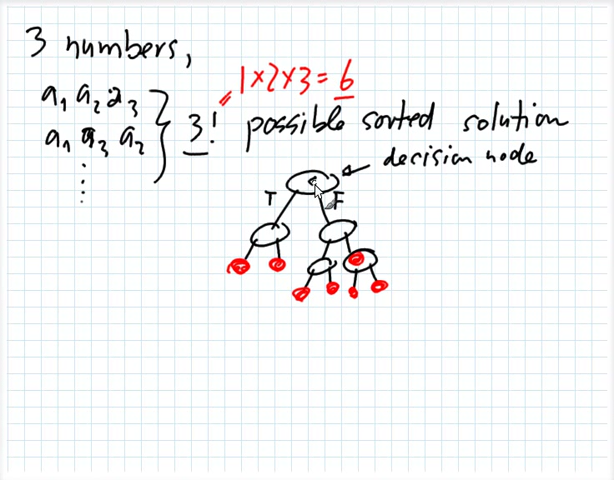 3 numbers,
1×2×3 = 6
a1 a2 a3
3! possible sorted solution
a1 a3 a2
⋮
decision node
T F